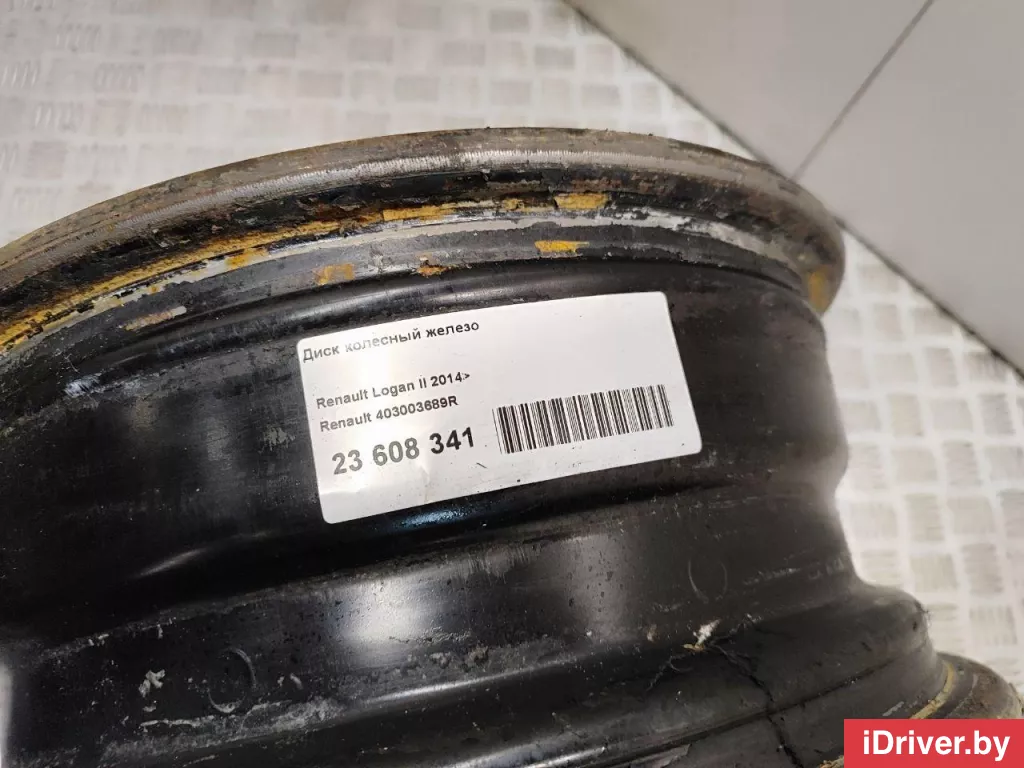 Диск колесный железо
Renault Logan II 2014>
Renault 403003689R
23 608 341
iDriver.by